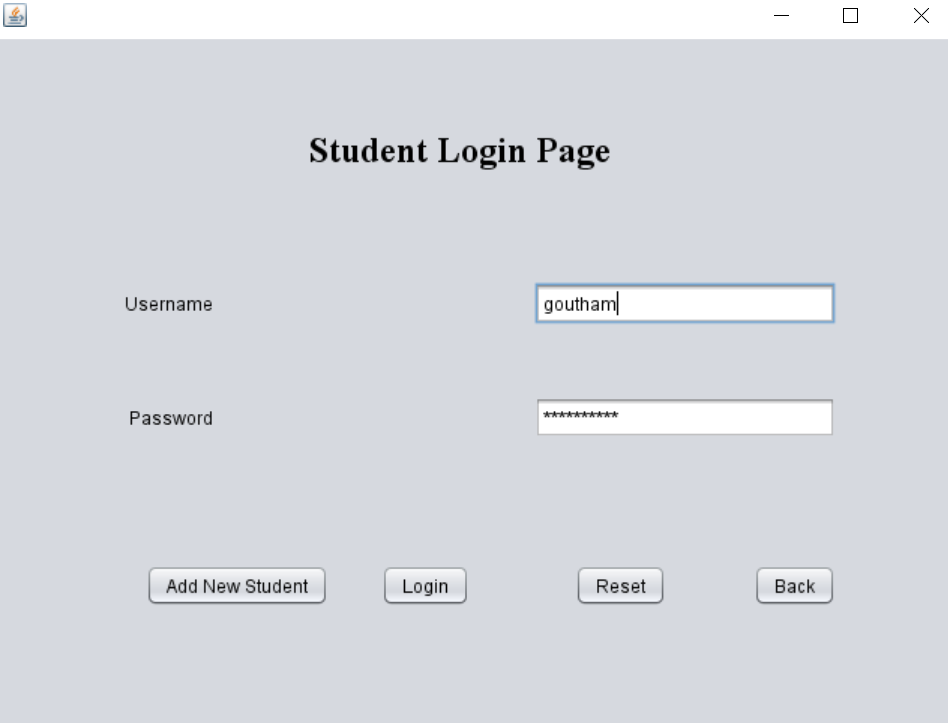 Student Login Page
Username
goutham
Password
**********
Add New Student
Login
Reset
Back